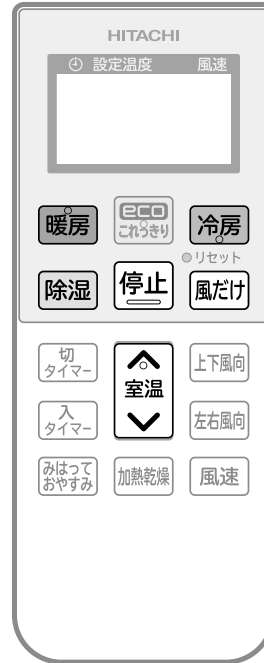 HITACHI
設定温度 風速
暖房
eco
これっきり
冷房
リセット
除湿
停止
風だけ
切
タイマー
室温
上下風向
入
タイマー
左右風向
みはって
おやすみ
加熱乾燥
風速